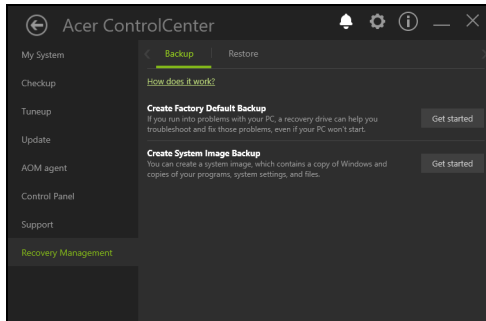 Acer ControlCenter
My System
Checkup
Tuneup
Update
AOM agent
Control Panel
Support
Recovery Management
Backup
Restore
How does it work?
Create Factory Default Backup
If you run into problems with your PC, a recovery drive can help you
troubleshoot and fix those problems, even if your PC won't start.
Get started
Create System Image Backup
You can create a system image, which contains a copy of Windows and
copies of your programs, system settings, and files.
Get started